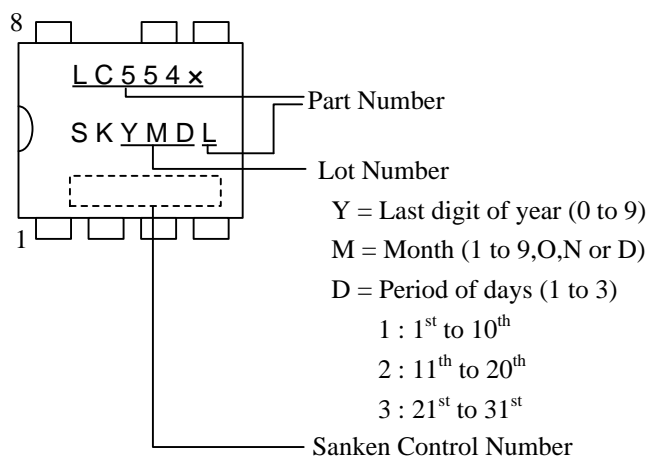 8
LC554×
Part Number
SKYMDL
Lot Number
Y = Last digit of year (0 to 9)
1
M = Month (1 to 9,O,N or D)
D = Period of days (1 to 3)
1 : 1st to 10th
2 : 11th to 20th
3 : 21st to 31st
Sanken Control Number